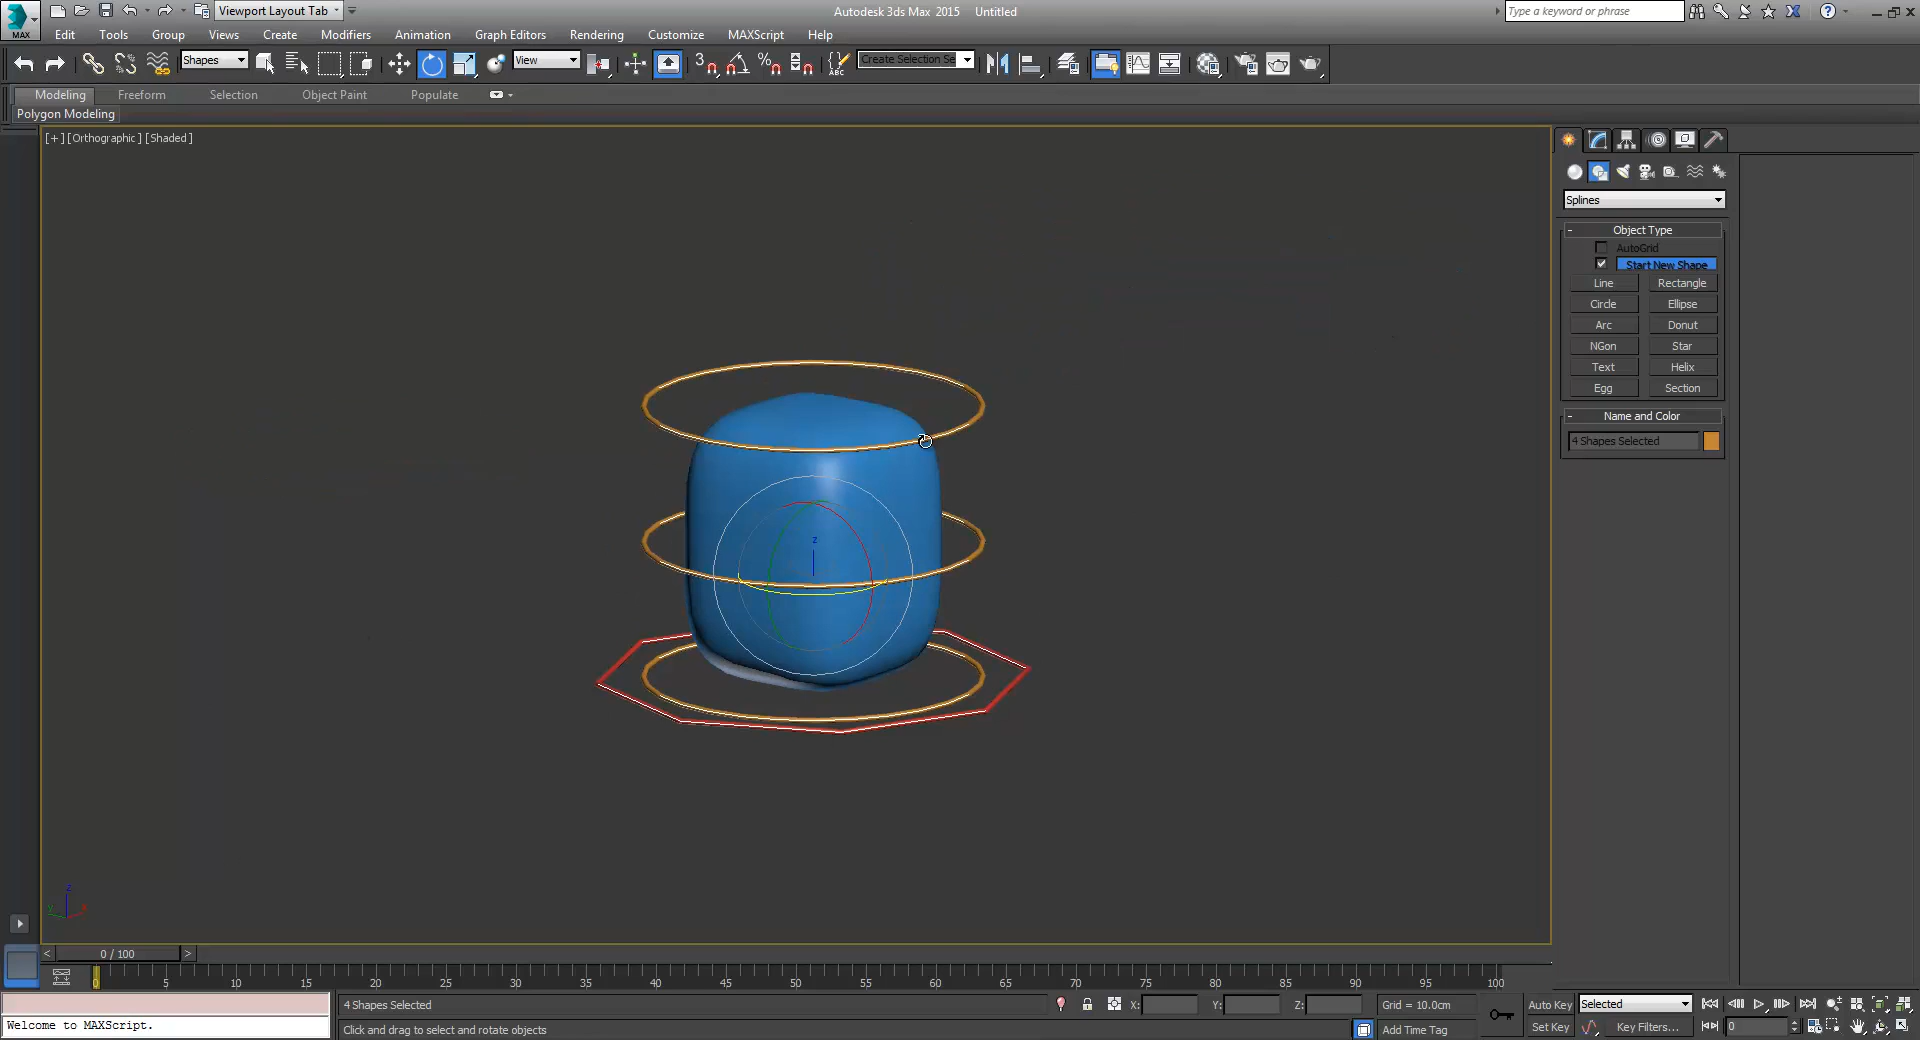 Viewport Layout Tab
Autodesk 3ds Max 2015 Untitled
Type a keyword or phrase
MAX
Edit Tools Group Views Create Modifiers Animation Graph Editors Rendering Customize MAXScript Help
Shapes
View
3
ABC
Create Selection Se
Modeling Freeform Selection Object Paint Populate
Polygon Modeling
[+][Orthographic][Shaded]
Splines
- Object Type
AutoGrid
Start New Shape
Line Rectangle
Circle Ellipse
Arc Donut
NGon Star
Text Helix
Egg Section
- Name and Color
4 Shapes Selected
z
z
y x
< 0 / 100 >
0 5 10 15 20 25 30 35 40 45 50 55 60 65 70 75 80 85 90 95 100
4 Shapes Selected X: Y: Z: Grid = 10.0cm Auto Key Selected
Welcome to MAXScript.
Click and drag to select and rotate objects Add Time Tag Set Key Key Filters... 0